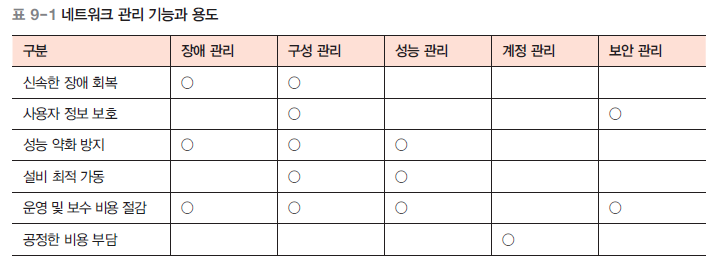 표 9-1 네트워크 관리 기능과 용도
구분 장애 관리 구성 관리 성능 관리 계정 관리 보안 관리
신속한 장애 회복 ○ ○
사용자 정보 보호 ○ ○
성능 약화 방지 ○ ○ ○
설비 최적 가동 ○ ○
운영 및 보수 비용 절감 ○ ○ ○ ○
공정한 비용 부담 ○